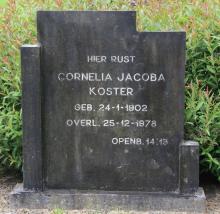 HIER RUST
CORNELIA JACOBA
KOSTER
GEB. 24-1-1902
OVERL. 25-12-1978
OPENB. 14:13